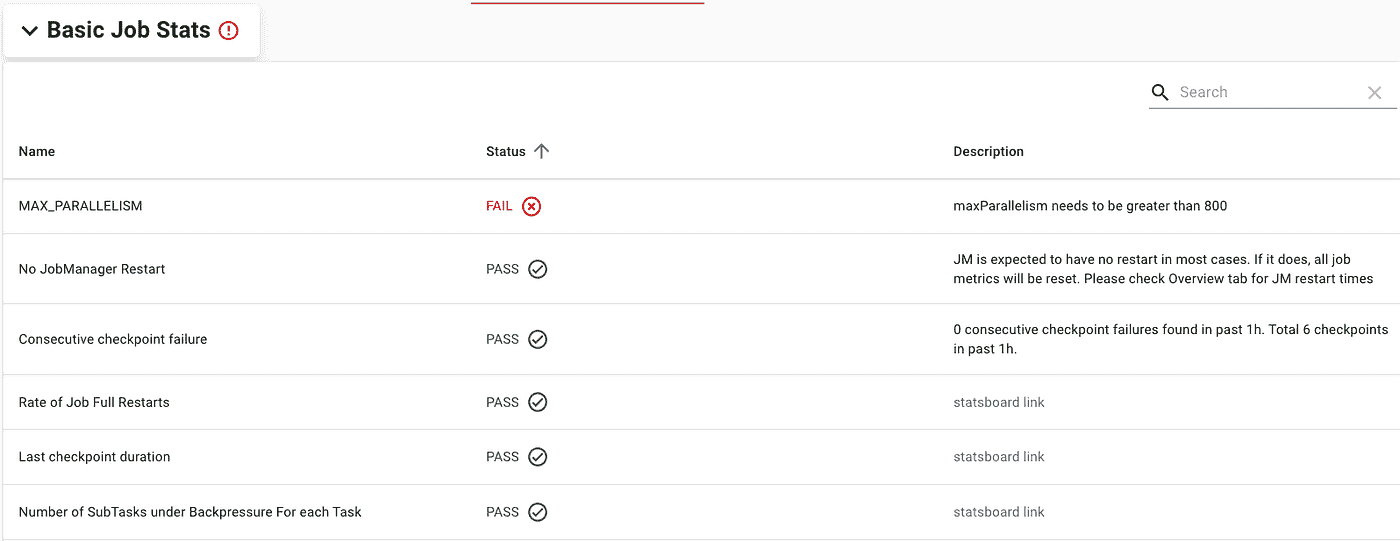 Basic Job Stats
Search
Name Status Description
MAX_PARALLELISM FAIL maxParallelism needs to be greater than 800
No JobManager Restart PASS JM is expected to have no restart in most cases. If it does, all job
metrics will be reset. Please check Overview tab for JM restart times
Consecutive checkpoint failure PASS 0 consecutive checkpoint failures found in past 1h. Total 6 checkpoints
in past 1h.
Rate of Job Full Restarts PASS statsboard link
Last checkpoint duration PASS statsboard link
Number of SubTasks under Backpressure For each Task PASS statsboard link